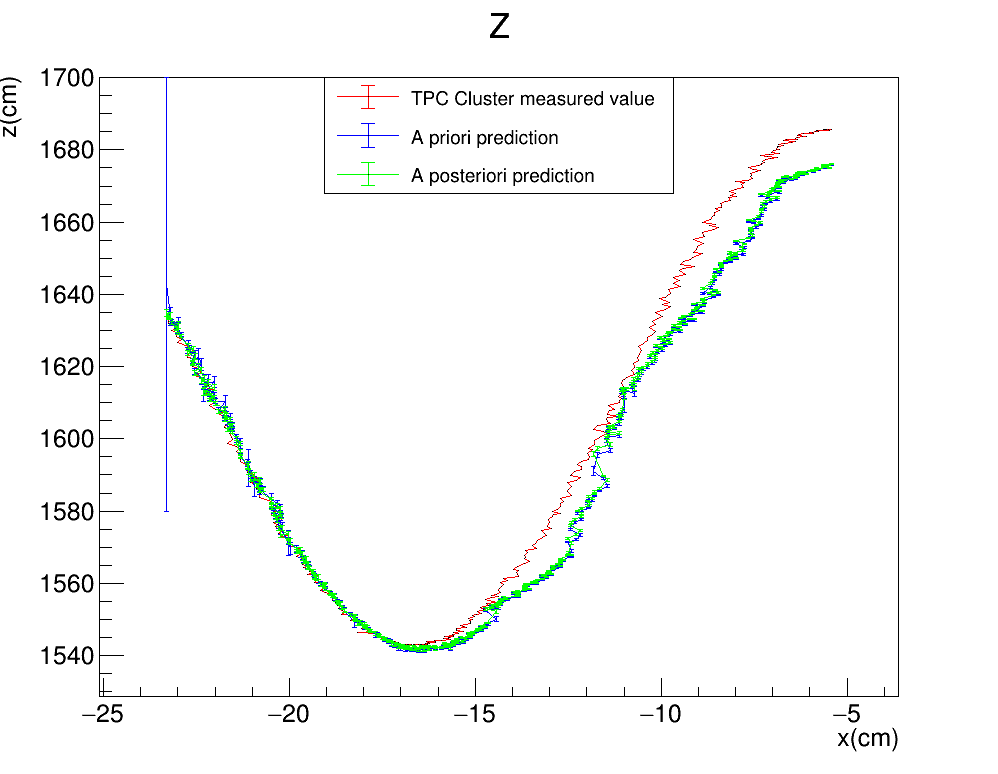 Z
z(cm)
1700
1680
1660
1640
1620
1600
1580
1560
1540
TPC Cluster measured value
A priori prediction
A posteriori prediction
−25
−20
−15
−10
−5
x(cm)